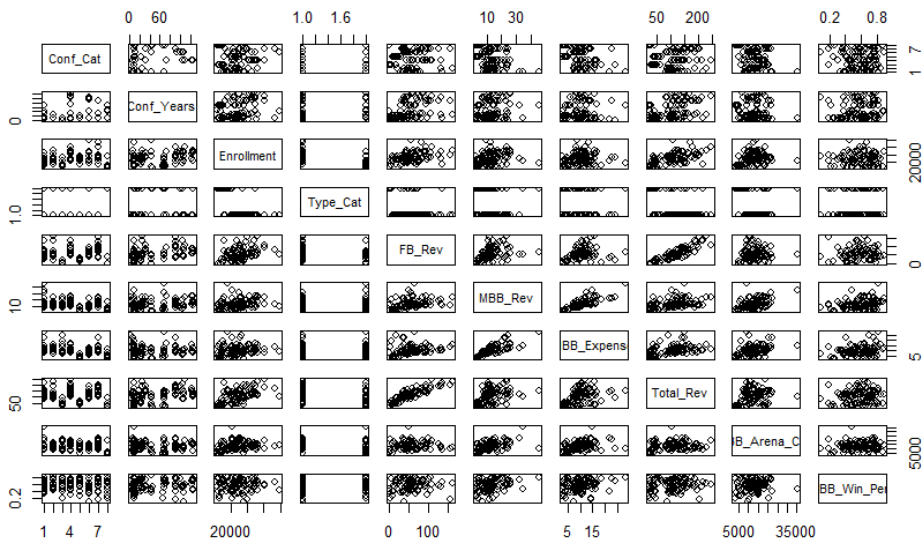 0 60 1.0 1.6 10 30 50 200 0.2 0.8
Conf_Cat 1 7
0 Conf_Years
Enrollment 20000
1.0 Type_Cat
FB_Rev 0
10 MBB_Rev
BB_Expens 5
50 Total_Rev
B_Arena_C 5000
0.2 BB_Win_Per
1 4 7 20000 0 100 5 15 5000 35000